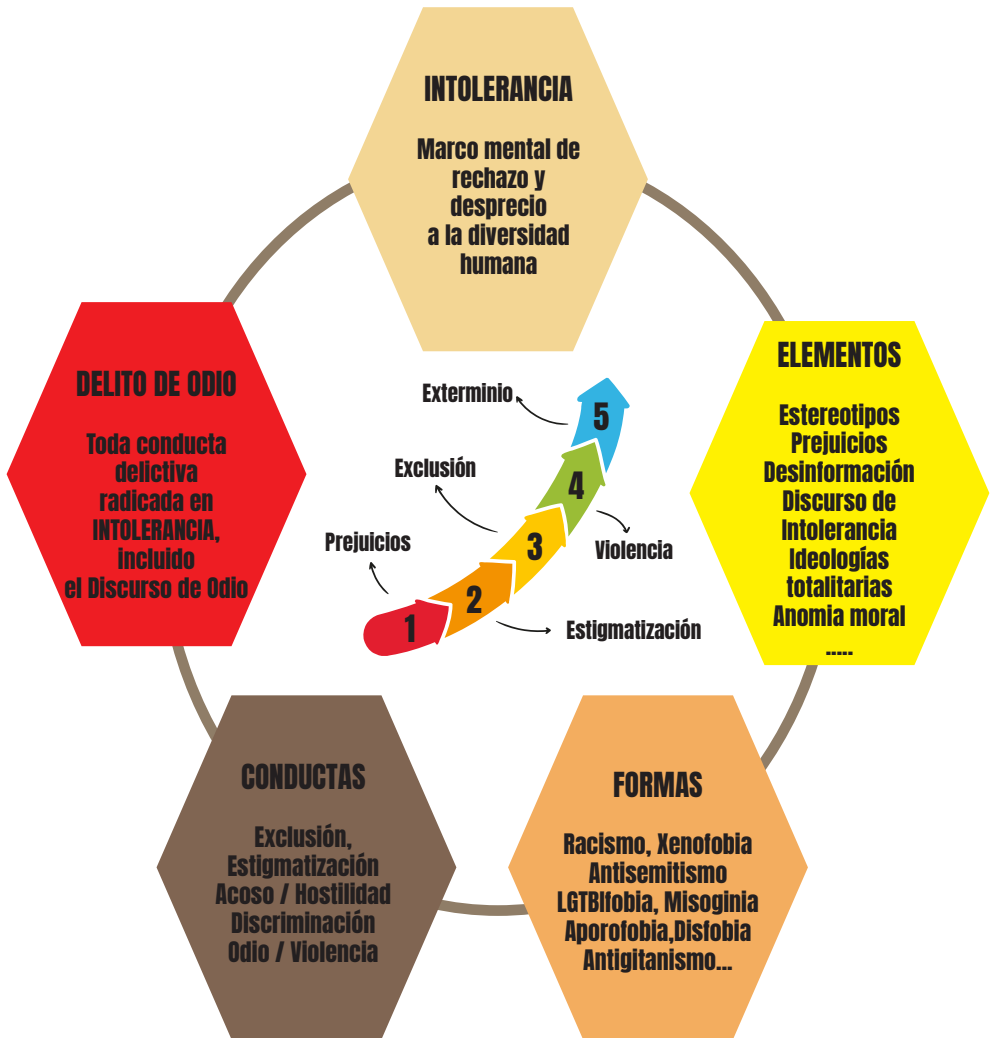 INTOLERANCIA
Marco mental de
rechazo y
desprecio
a la diversidad
humana
ELEMENTOS
Estereotipos
Prejuicios
Desinformación
Discurso de
Intolerancia
Ideologías
totalitarias
Anomia moral
.....
FORMAS
Racismo, Xenofobia
Antisemitismo
LGTBIfobia, Misoginia
Aporofobia,Disfobia
Antigitanismo...
CONDUCTAS
Exclusión,
Estigmatización
Acoso / Hostilidad
Discriminación
Odio / Violencia
DELITO DE ODIO
Toda conducta
delictiva
radicada en
INTOLERANCIA,
incluido
el Discurso de Odio
1
Prejuicios
2
Estigmatización
3
Exclusión
4
Violencia
5
Exterminio